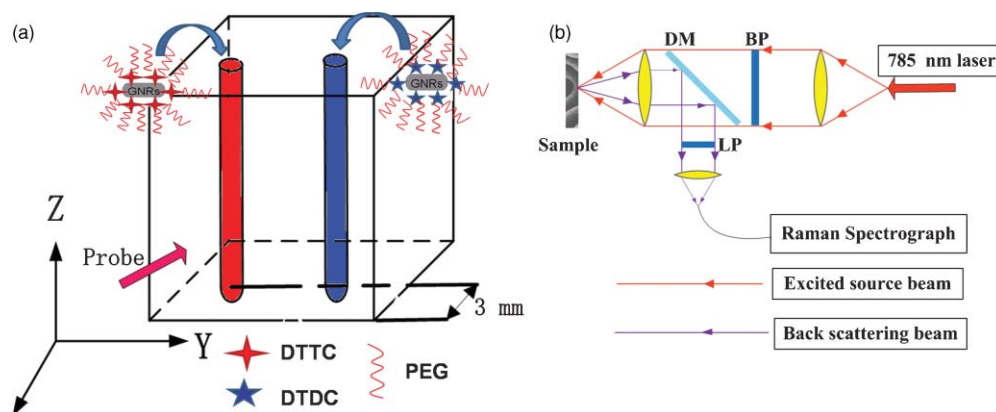 (a)
GNRs
GNRs
Z
Probe
3 mm
Y
DTTC
DTDC
PEG
(b)
DM
BP
785 nm laser
Sample
LP
Raman Spectrograph
Excited source beam
Back scattering beam